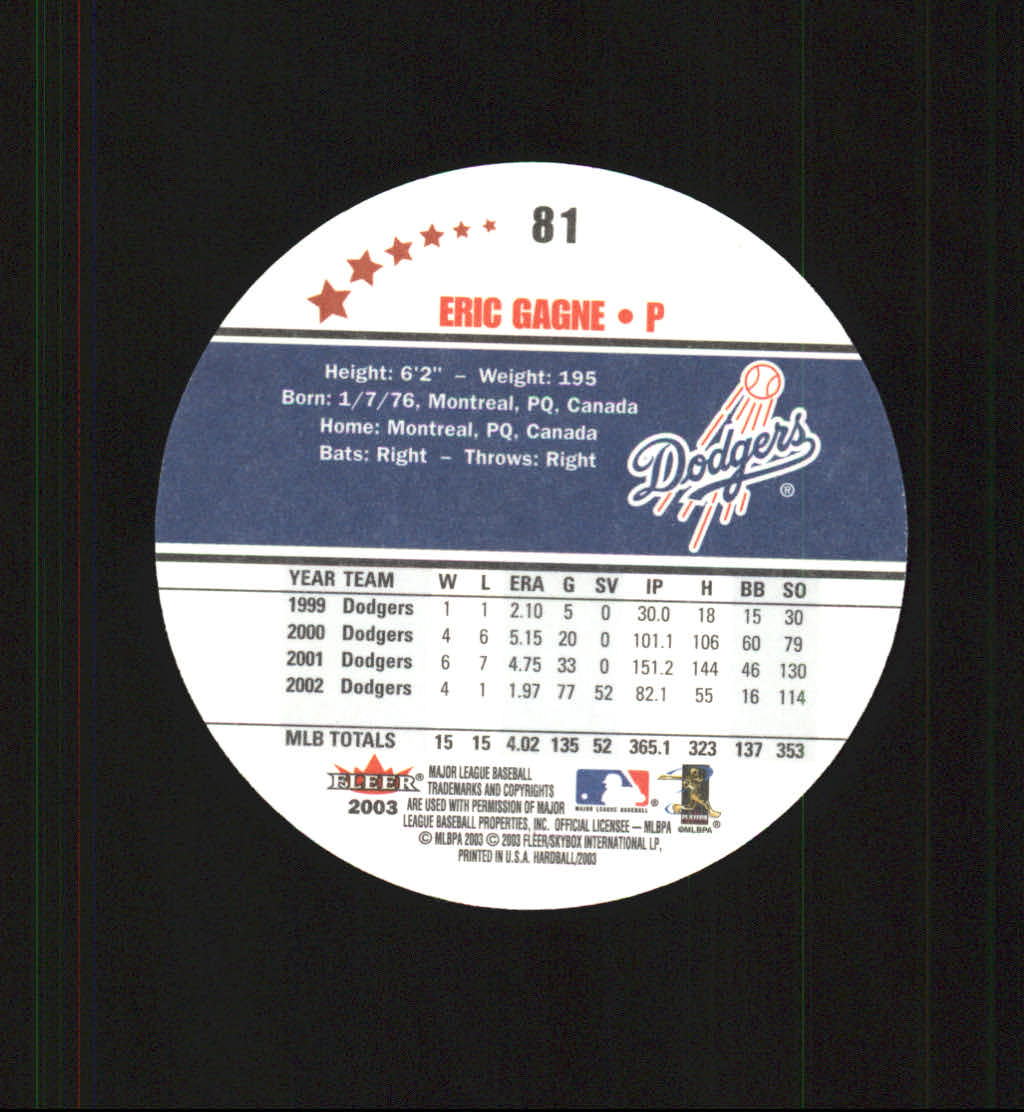 81
ERIC GAGNE • P
Height: 6'2" – Weight: 195
Born: 1/7/76, Montreal, PQ, Canada
Home: Montreal, PQ, Canada
Bats: Right – Throws: Right
Dodgers ®
YEAR TEAM W L ERA G SV IP H BB SO
1999 Dodgers 1 1 2.10 5 0 30.0 18 15 30
2000 Dodgers 4 6 5.15 20 0 101.1 106 60 79
2001 Dodgers 6 7 4.75 33 0 151.2 144 46 130
2002 Dodgers 4 1 1.97 77 52 82.1 55 16 114
MLB TOTALS 15 15 4.02 135 52 365.1 323 137 353
FLEER®
2003
MAJOR LEAGUE BASEBALL
TRADEMARKS AND COPYRIGHTS
ARE USED WITH PERMISSION OF MAJOR
LEAGUE BASEBALL PROPERTIES, INC. OFFICIAL LICENSEE – MLBPA
© MLBPA 2003 © 2003 FLEER/SKYBOX INTERNATIONAL LP,
PRINTED IN U.S.A. HARDBALL/2003
MAJOR LEAGUE BASEBALL ®
PLAYERS ®
©MLBPA